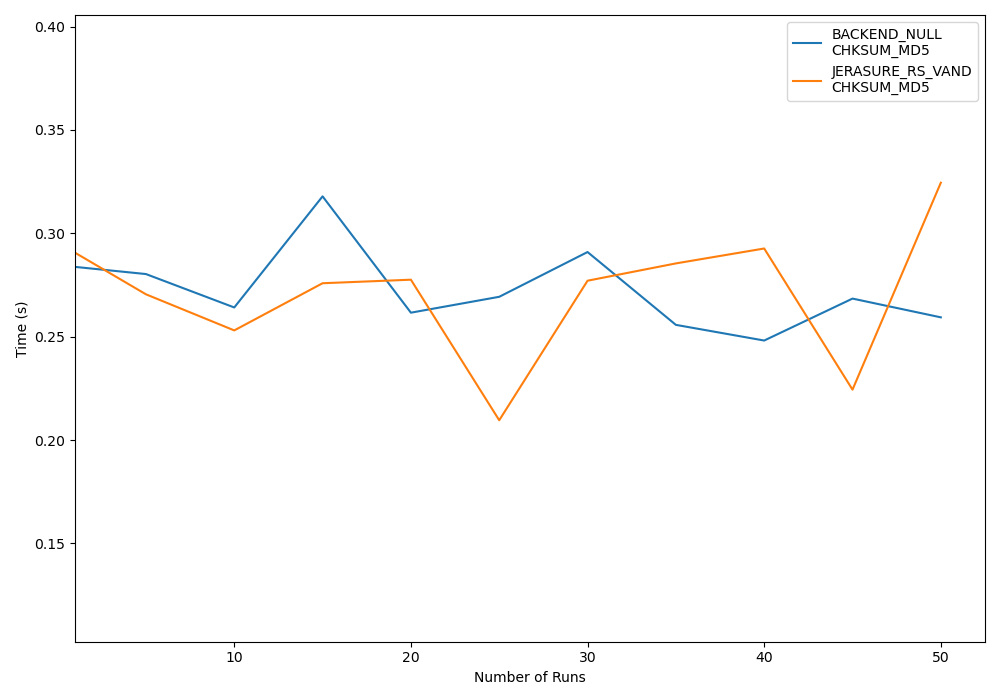 0.40
0.35
0.30
0.25
0.20
0.15
Time (s)
BACKEND_NULL
CHKSUM_MD5
JERASURE_RS_VAND
CHKSUM_MD5
10 20 30 40 50
Number of Runs